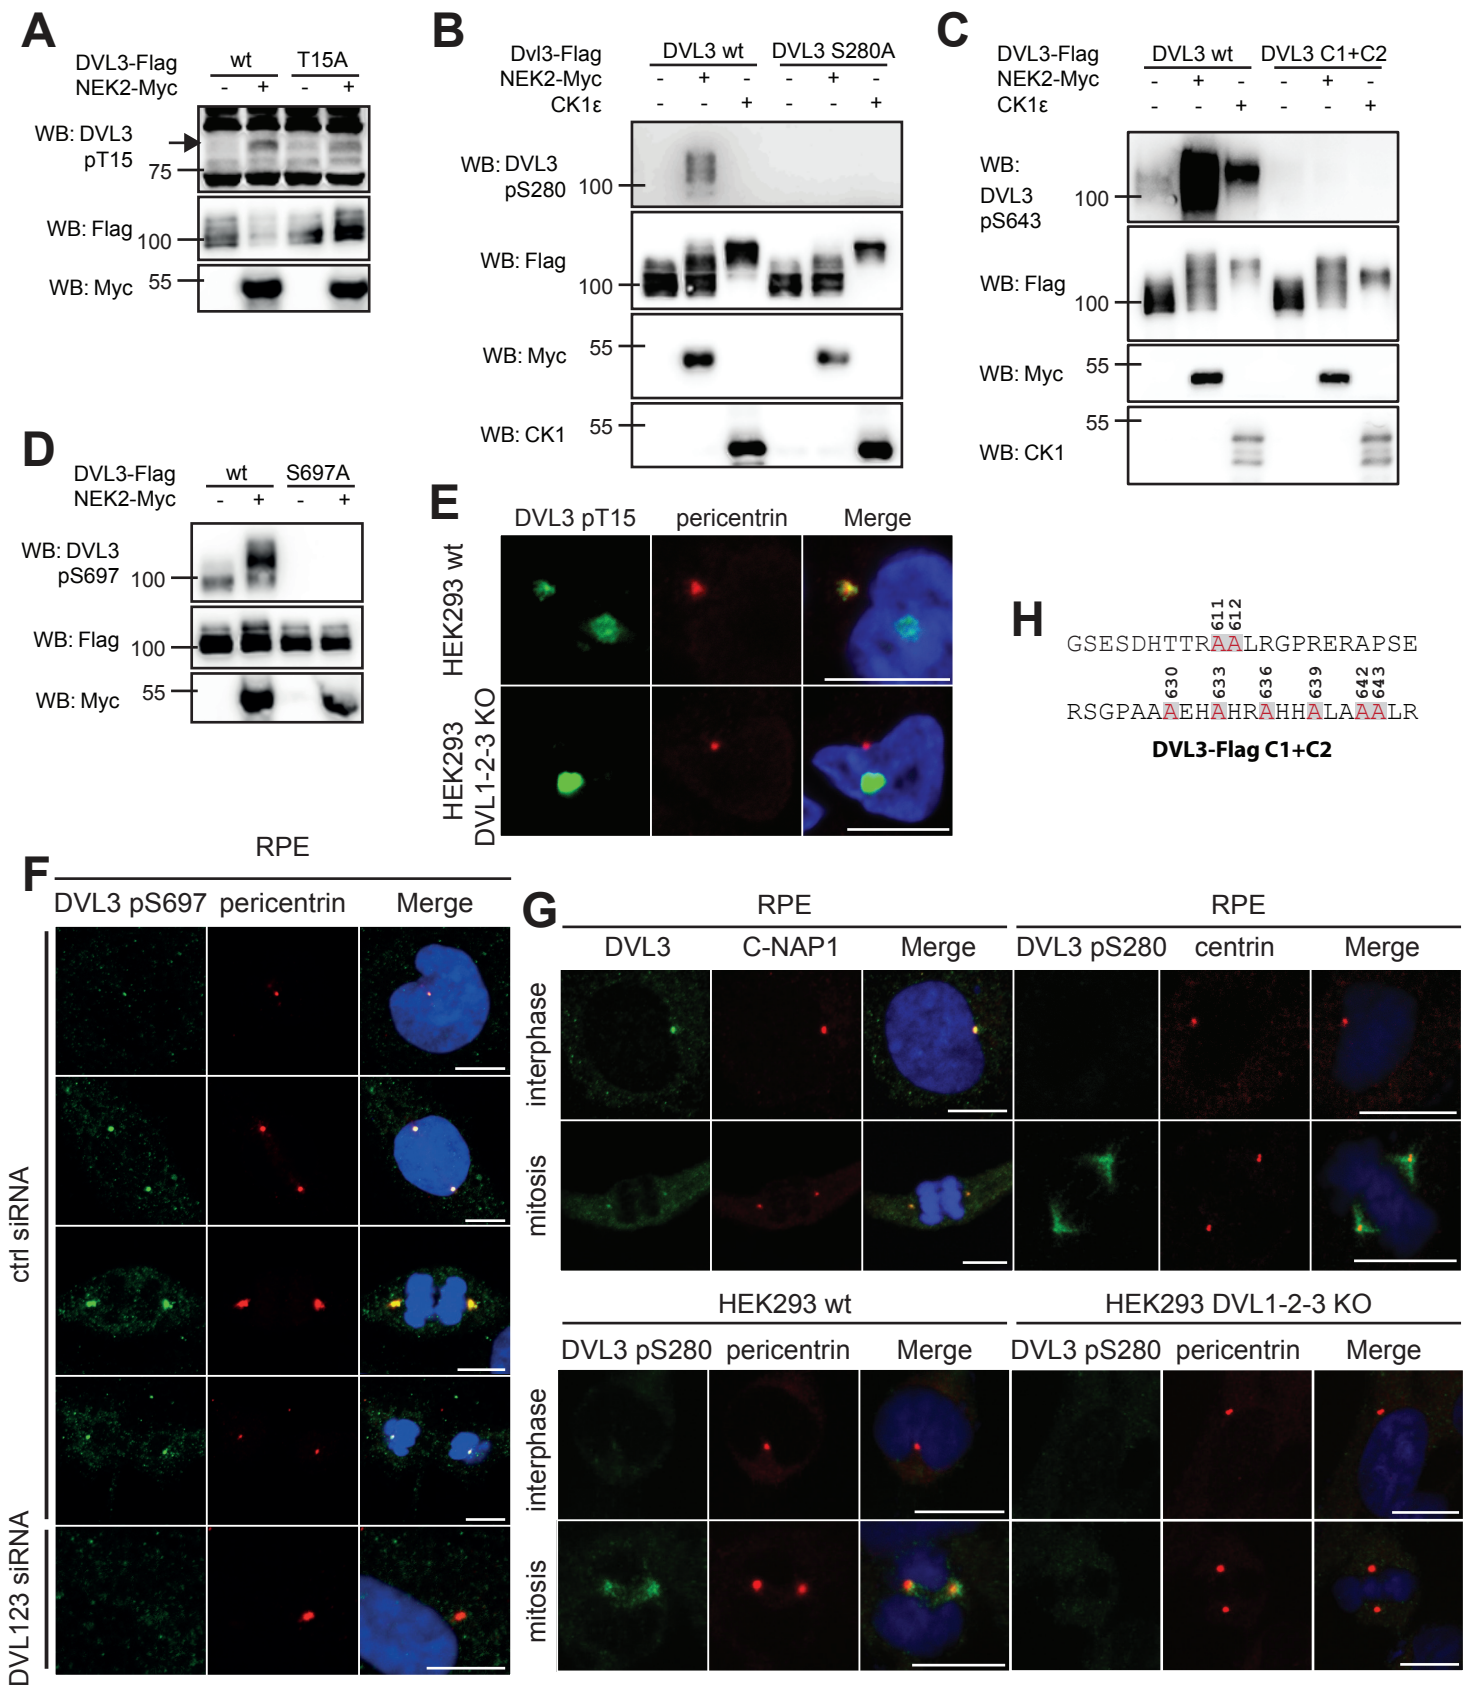 A
DVL3-Flag wt T15A
NEK2-Myc - + - +
WB: DVL3
pT15
75
WB: Flag 100
WB: Myc 55
B
Dvl3-Flag DVL3 wt DVL3 S280A
NEK2-Myc - + - - + -
CK1ε - - + - - +
WB: DVL3
pS280 100
WB: Flag
100
WB: Myc 55
WB: CK1 55
C
DVL3-Flag DVL3 wt DVL3 C1+C2
NEK2-Myc - + - - + -
CK1ε - - + - - +
WB:
DVL3
pS643
100
WB: Flag
100
WB: Myc 55
WB: CK1 55
D
DVL3-Flag wt S697A
NEK2-Myc - + - +
WB: DVL3
pS697 100
WB: Flag 100
WB: Myc 55
E
DVL3 pT15 pericentrin Merge
HEK293 wt
HEK293
DVL1-2-3 KO
H
611 612
GSESDHTTRAALRGPRERAPSE
630 633 636 639 642 643
RSGPAAAEHAHRAHHALAAALR
DVL3-Flag C1+C2
F
RPE
DVL3 pS697 pericentrin Merge
ctrl siRNA
DVL123 siRNA
G
RPE RPE
DVL3 C-NAP1 Merge DVL3 pS280 centrin Merge
interphase
mitosis
HEK293 wt HEK293 DVL1-2-3 KO
DVL3 pS280 pericentrin Merge DVL3 pS280 pericentrin Merge
interphase
mitosis